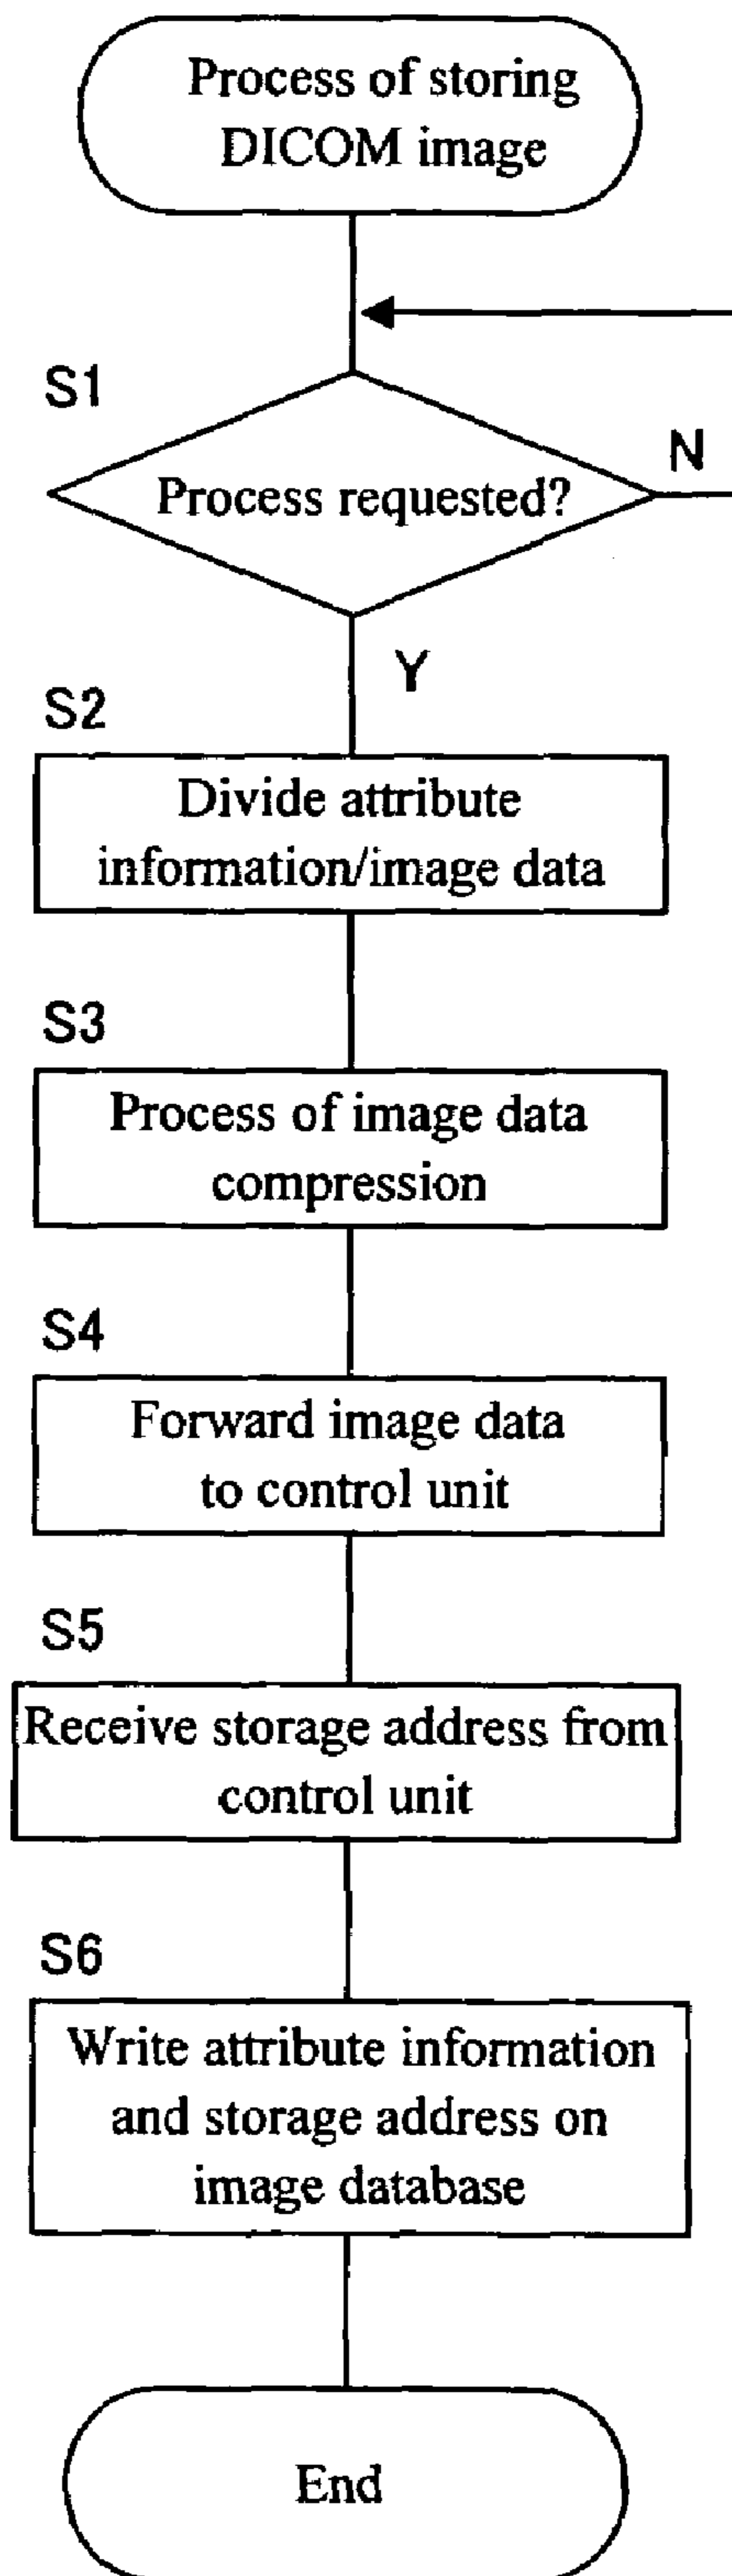 Process of storing
DICOM image
S1
Process requested?
N
Y
S2
Divide attribute
information/image data
S3
Process of image data
compression
S4
Forward image data
to control unit
S5
Receive storage address from
control unit
S6
Write attribute information
and storage address on
image database
End